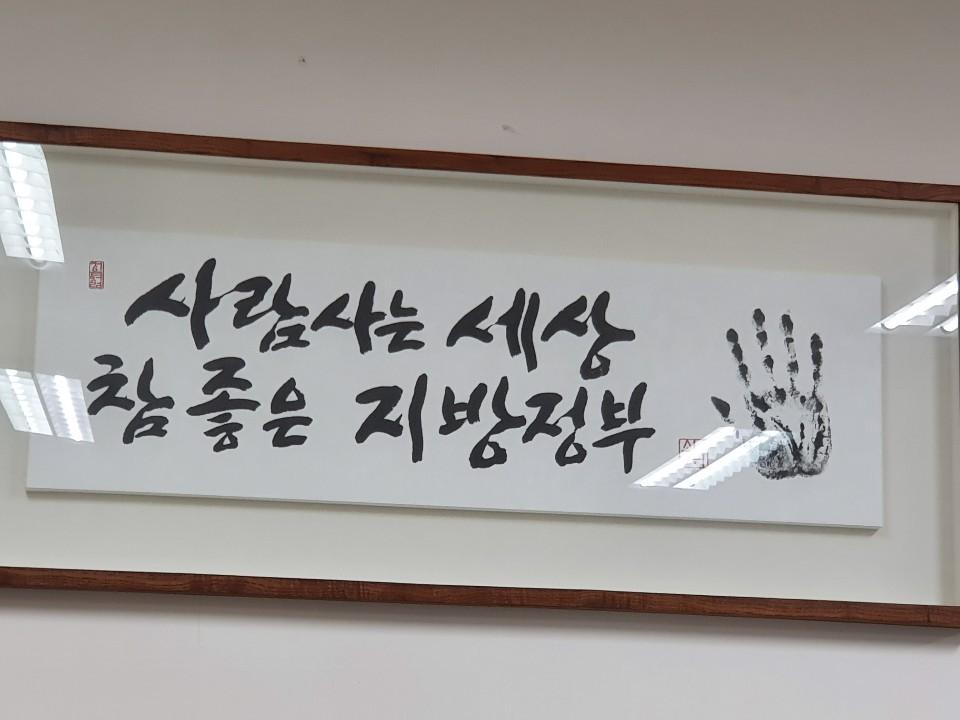 사람사는 세상
참 좋은 지방정부